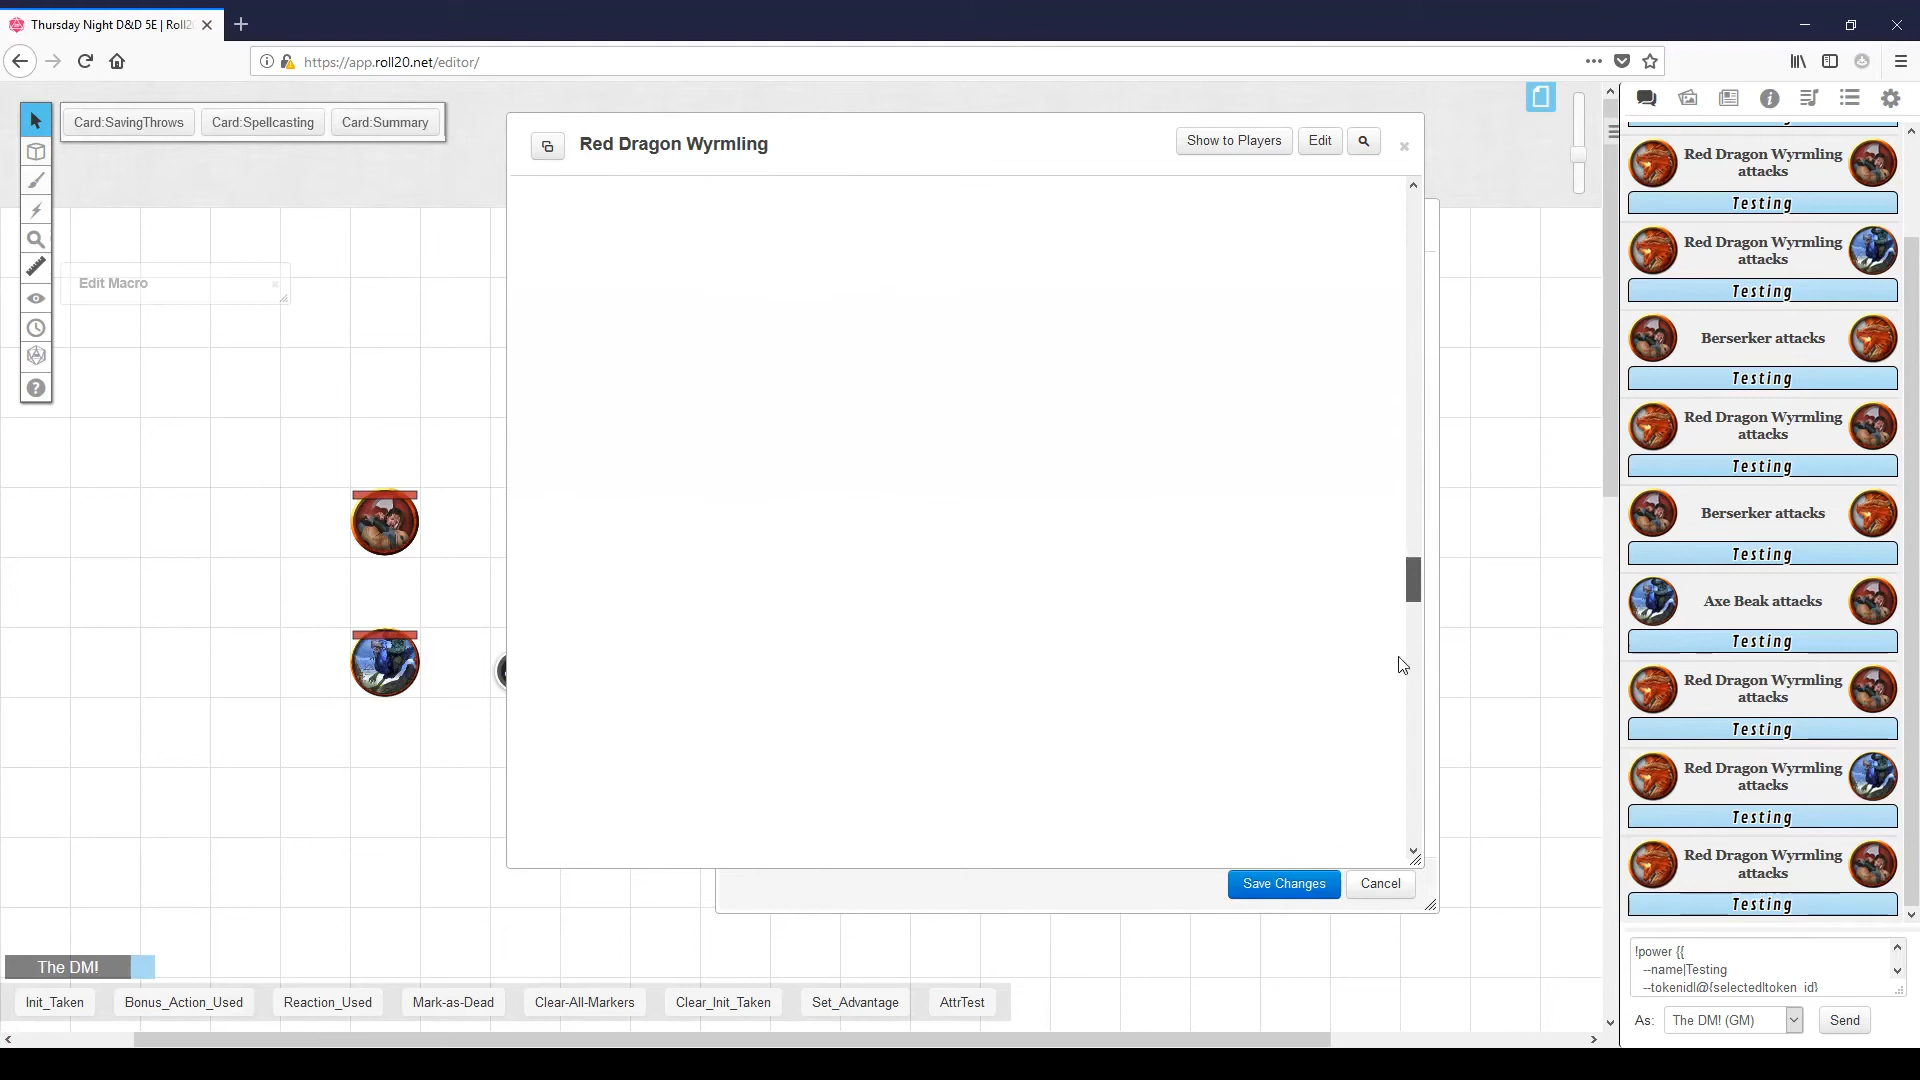 Thursday Night D&D 5E | Roll20
https://app.roll20.net/editor/
Card:SavingThrows
Card:Spellcasting
Card:Summary
Edit Macro
Red Dragon Wyrmling
Show to Players
Edit
Save Changes
Cancel
The DM!
Init_Taken
Bonus_Action_Used
Reaction_Used
Mark-as-Dead
Clear-All-Markers
Clear_Init_Taken
Set_Advantage
AttrTest
Red Dragon Wyrmling
attacks
Testing
Red Dragon Wyrmling
attacks
Testing
Berserker attacks
Testing
Red Dragon Wyrmling
attacks
Testing
Berserker attacks
Testing
Axe Beak attacks
Testing
Red Dragon Wyrmling
attacks
Testing
Red Dragon Wyrmling
attacks
Testing
Red Dragon Wyrmling
attacks
Testing
!power {{
--name|Testing
--tokenid|@{selected|token_id}
As:
The DM! (GM)
Send